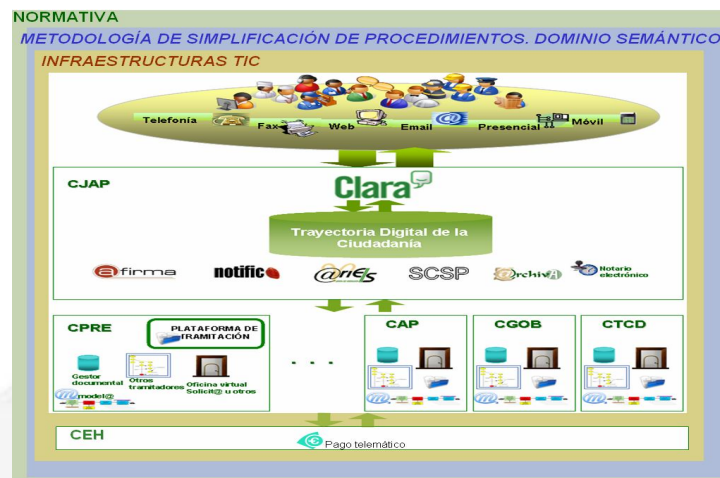 NORMATIVA
METODOLOGÍA DE SIMPLIFICACIÓN DE PROCEDIMIENTOS. DOMINIO SEMÁNTICO
INFRAESTRUCTURAS TIC
Telefonía
Fax
Web
Email
Presencial
Móvil
CJAP
Clara
Trayectoria Digital de la
Ciudadanía
@firma
notific@
@ries
SCSP
@rchivA
Notario
electrónico
CPRE
PLATAFORMA DE
TRAMITACIÓN
Gestor
documental
Otros
tramitadores
Oficina virtual
Solicit@ u otros
model@
. . .
CAP
CGOB
CTCD
CEH
Pago telemático